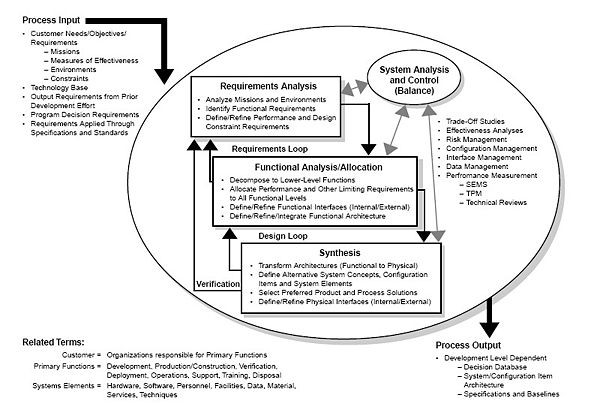 Process Input
• Customer Needs/Objectives/
Requirements
– Missions
– Measures of Effectiveness
– Environments
– Constraints
• Technology Base
• Output Requirements from Prior
Development Effort
• Program Decision Requirements
• Requirements Applied Through
Specifications and Standards
System Analysis
and Control
(Balance)
Requirements Analysis
• Analyze Missions and Environments
• Identify Functional Requirements
• Define/Refine Performance and Design
Constraint Requirements
• Trade-Off Studies
• Effectiveness Analyses
• Risk Management
• Configuration Management
• Interface Management
• Data Management
• Perfromance Measurement
– SEMS
– TPM
– Technical Reviews
Requirements Loop
Functional Analysis/Allocation
• Decompose to Lower-Level Functions
• Allocate Performance and Other Limiting Requirements
to All Functional Levels
• Define/Refine Functional Interfaces (Internal/External)
• Define/Refine/Integrate Functional Architecture
Design Loop
Synthesis
• Transform Architectures (Functional to Physical)
• Define Alternative System Concepts, Configuration
Items and System Elements
• Select Preferred Product and Process Solutions
• Define/Refine Physical Interfaces (Internal/External)
Verification
Related Terms:
Customer = Organizations responsible for Primary Functions
Primary Functions = Development, Production/Construction, Verification,
Deployment, Operations, Support, Training, Disposal
Systems Elements = Hardware, Software, Personnel, Facilities, Data, Material,
Services, Techniques
Process Output
• Development Level Dependent
– Decision Database
– System/Configuration Item
Architecture
– Specifications and Baselines